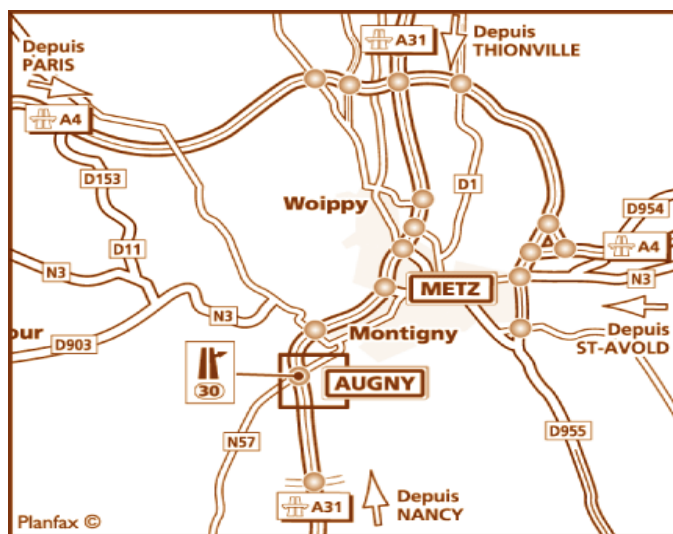 Depuis
PARIS
A31
Depuis
THIONVILLE
A4
D153
D1
Woippy
D954
D11
A4
N3
N3
METZ
N3
our
D903
Montigny
Depuis
ST-AVOLD
30
AUGNY
N57
D955
A31
Depuis
NANCY
Planfax ©